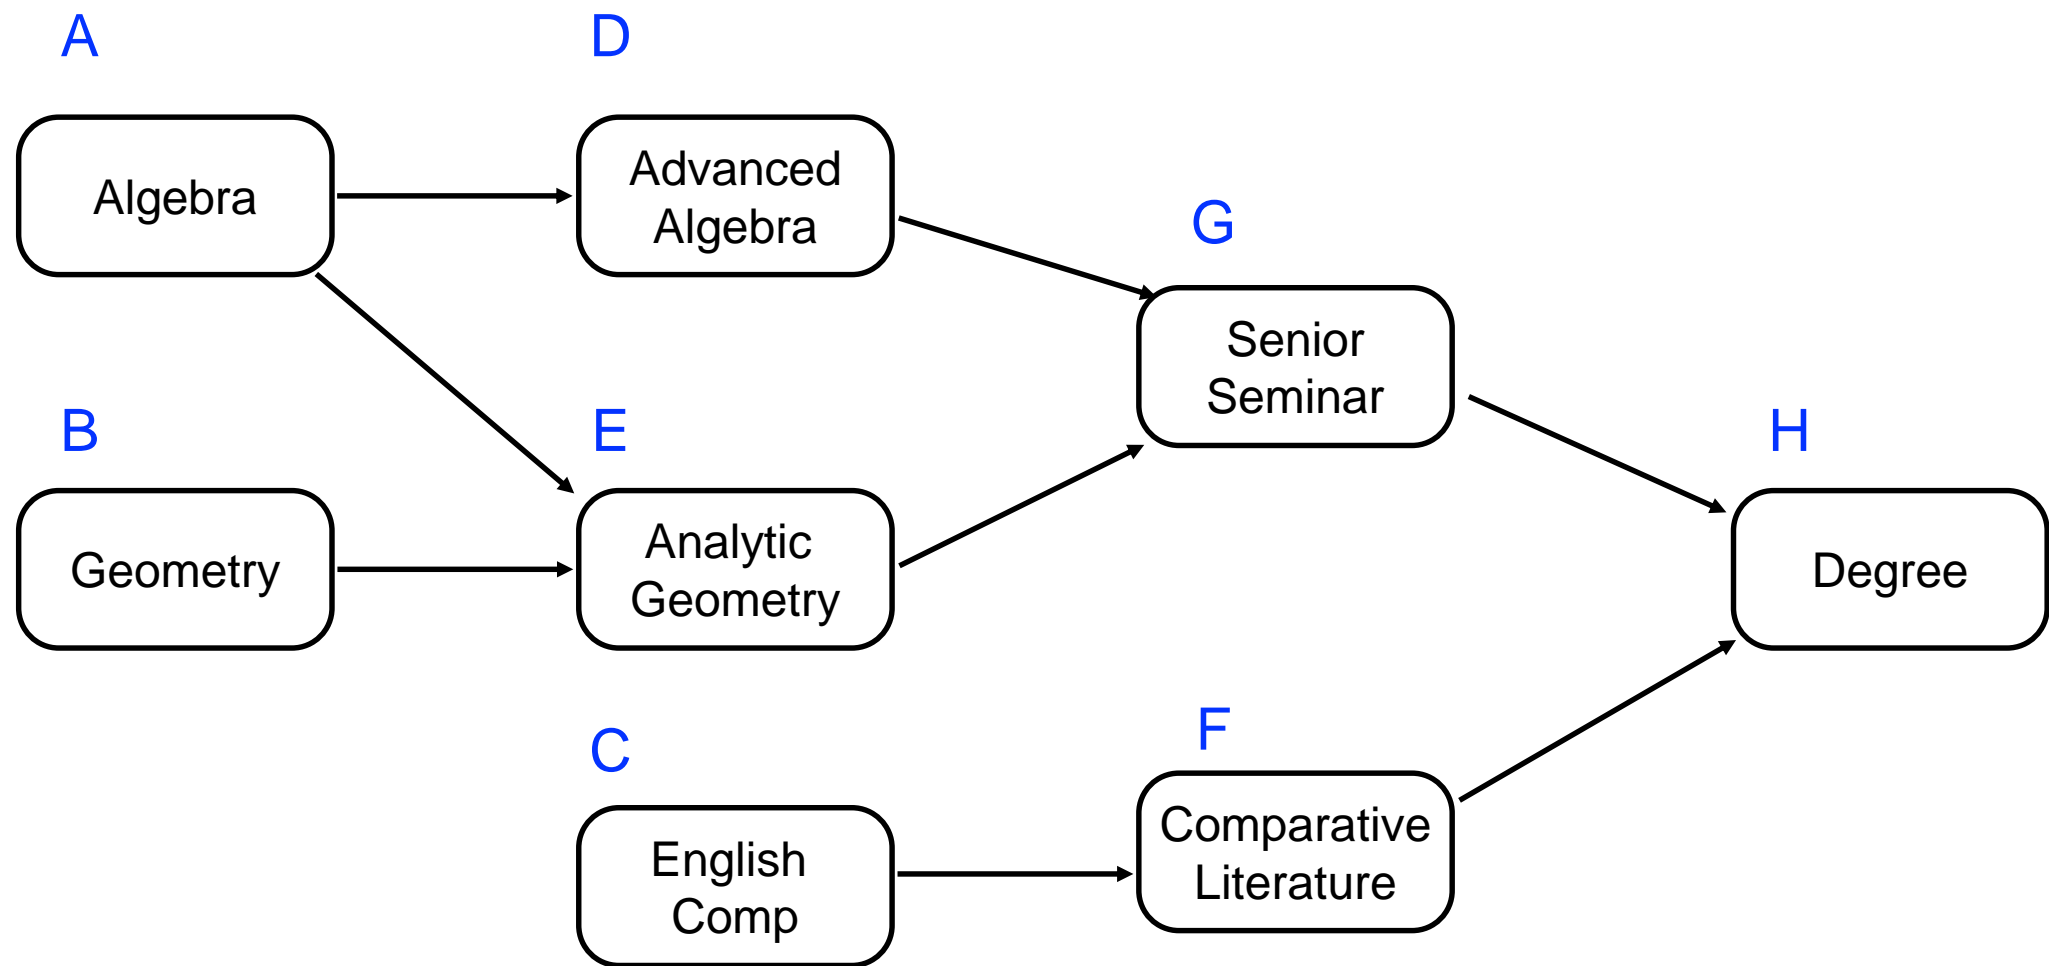 A
D
Algebra
Advanced
Algebra
G
Senior
Seminar
B
E
H
Geometry
Analytic
Geometry
Degree
C
F
English
Comp
Comparative
Literature